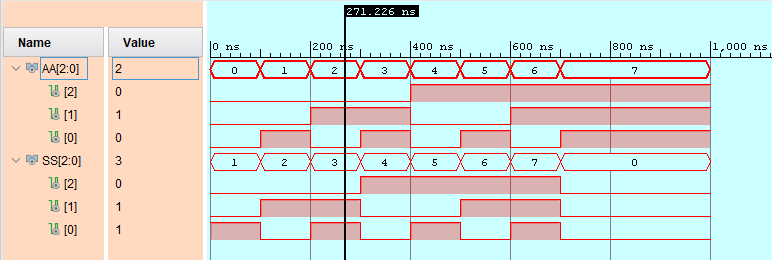 271.226 ns
Name Value 0 ns 200 ns 400 ns 600 ns 800 ns 1,000 ns
AA[2:0] 2 0 1 2 3 4 5 6 7
[2] 0
[1] 1
[0] 0
SS[2:0] 3 1 2 3 4 5 6 7 0
[2] 0
[1] 1
[0] 1